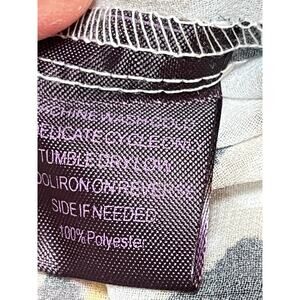 MACHINE WASH COLD
DELICATE CYCLE ONLY
TUMBLE DRY LOW
COOL IRON ON REVERSE
SIDE IF NEEDED
100% Polyester